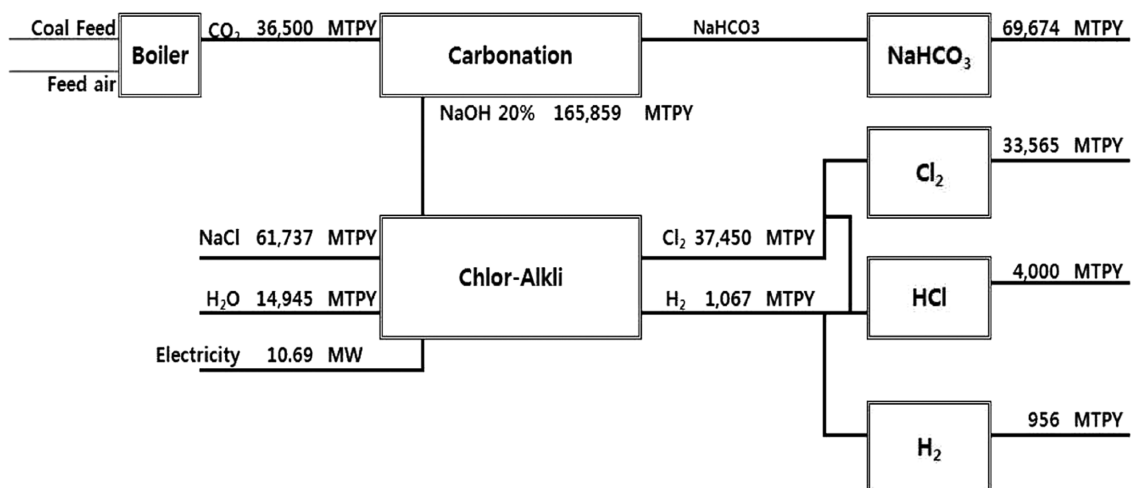 Coal Feed
Feed air
Boiler
CO₂ 36,500 MTPY
Carbonation
NaHCO3
NaHCO₃
69,674 MTPY
NaOH 20% 165,859 MTPY
Cl₂
33,565 MTPY
NaCl 61,737 MTPY
H₂O 14,945 MTPY
Electricity 10.69 MW
Chlor-Alkli
Cl₂ 37,450 MTPY
H₂ 1,067 MTPY
HCl
4,000 MTPY
H₂
956 MTPY